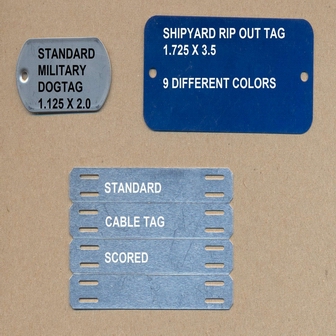 STANDARD
MILITARY
DOGTAG
1.125 X 2.0
SHIPYARD RIP OUT TAG
1.725 X 3.5
9 DIFFERENT COLORS
STANDARD
CABLE TAG
SCORED